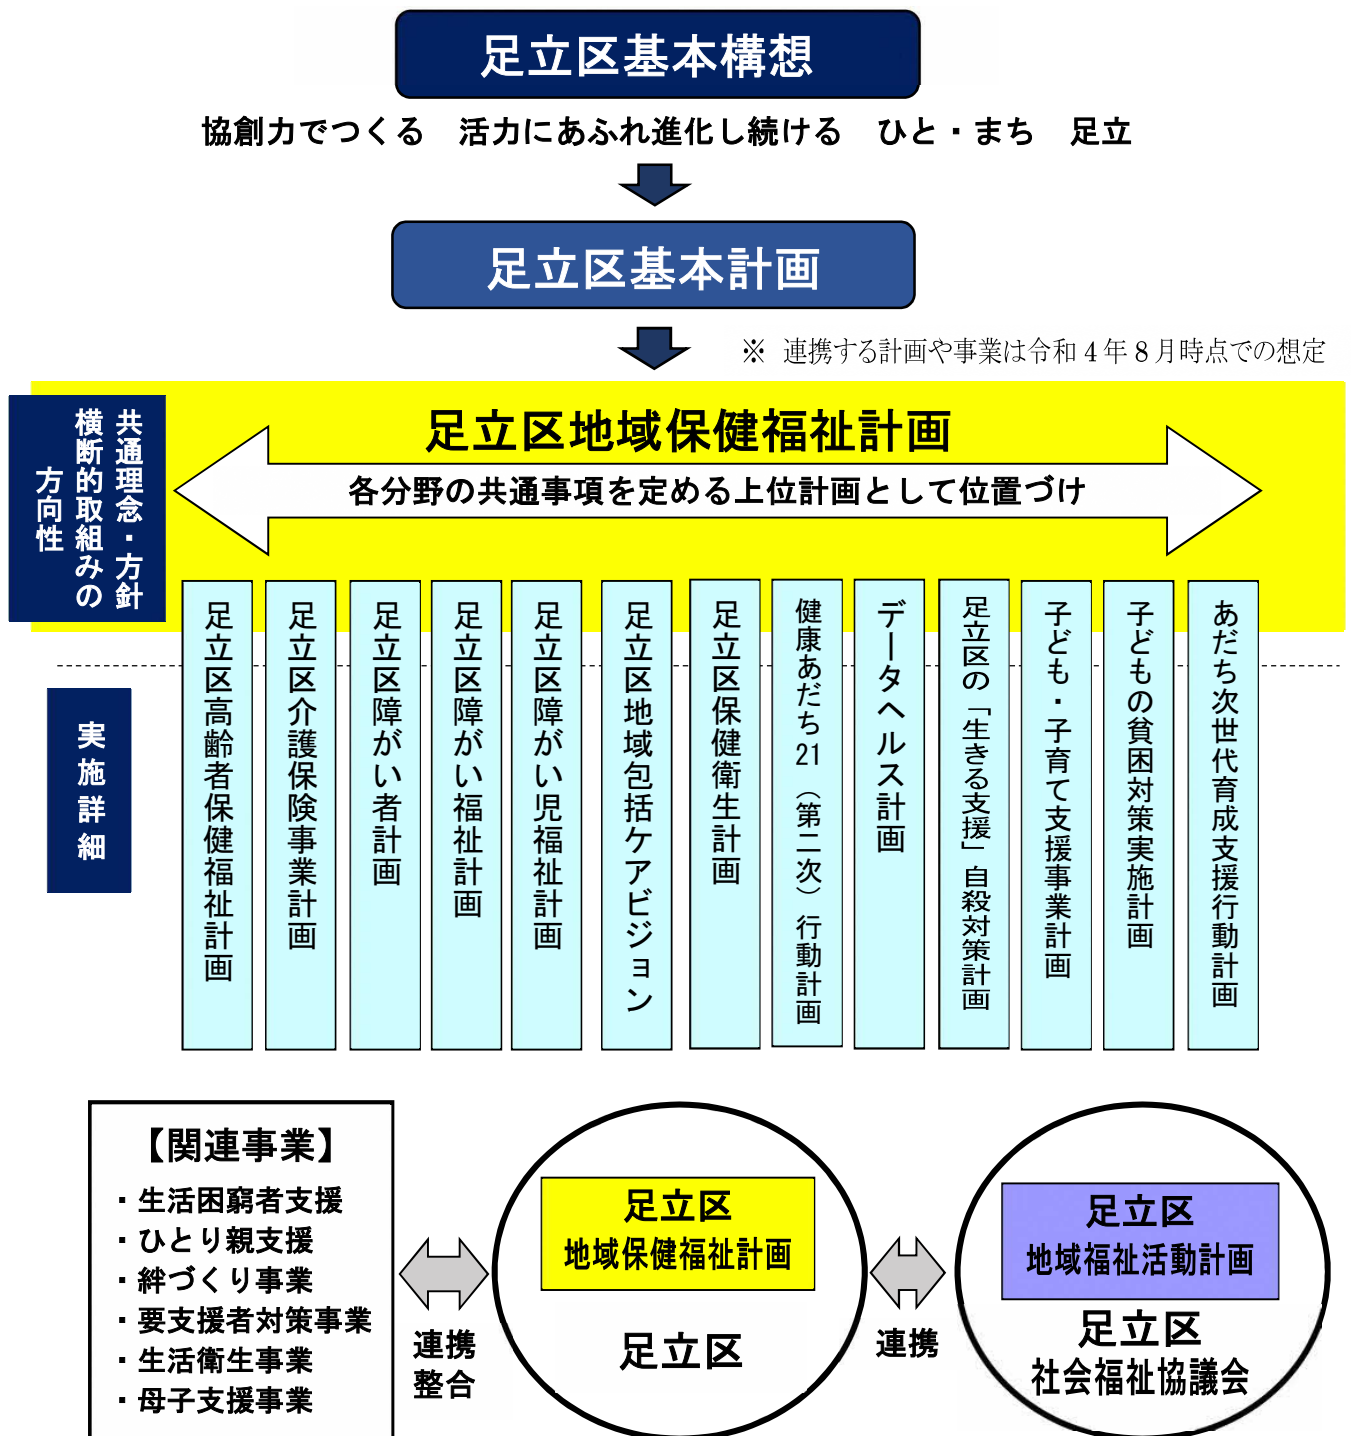 足立区基本構想
協創力でつくる　活力にあふれ進化し続ける　ひと・まち　足立
足立区基本計画
※ 連携する計画や事業は令和４年８月時点での想定
足立区地域保健福祉計画
各分野の共通事項を定める上位計画として位置づけ
共通理念・方針
横断的取組みの
方向性
実施詳細
足立区高齢者保健福祉計画
足立区介護保険事業計画
足立区障がい者計画
足立区障がい福祉計画
足立区障がい児福祉計画
足立区地域包括ケアビジョン
足立区保健衛生計画
健康あだち21（第二次）行動計画
データヘルス計画
足立区の「生きる支援」自殺対策計画
子ども・子育て支援事業計画
子どもの貧困対策実施計画
あだち次世代育成支援行動計画
【関連事業】
・生活困窮者支援
・ひとり親支援
・絆づくり事業
・要支援者対策事業
・生活衛生事業
・母子支援事業
連携
整合
足立区
地域保健福祉計画
足立区
連携
足立区
地域福祉活動計画
足立区
社会福祉協議会